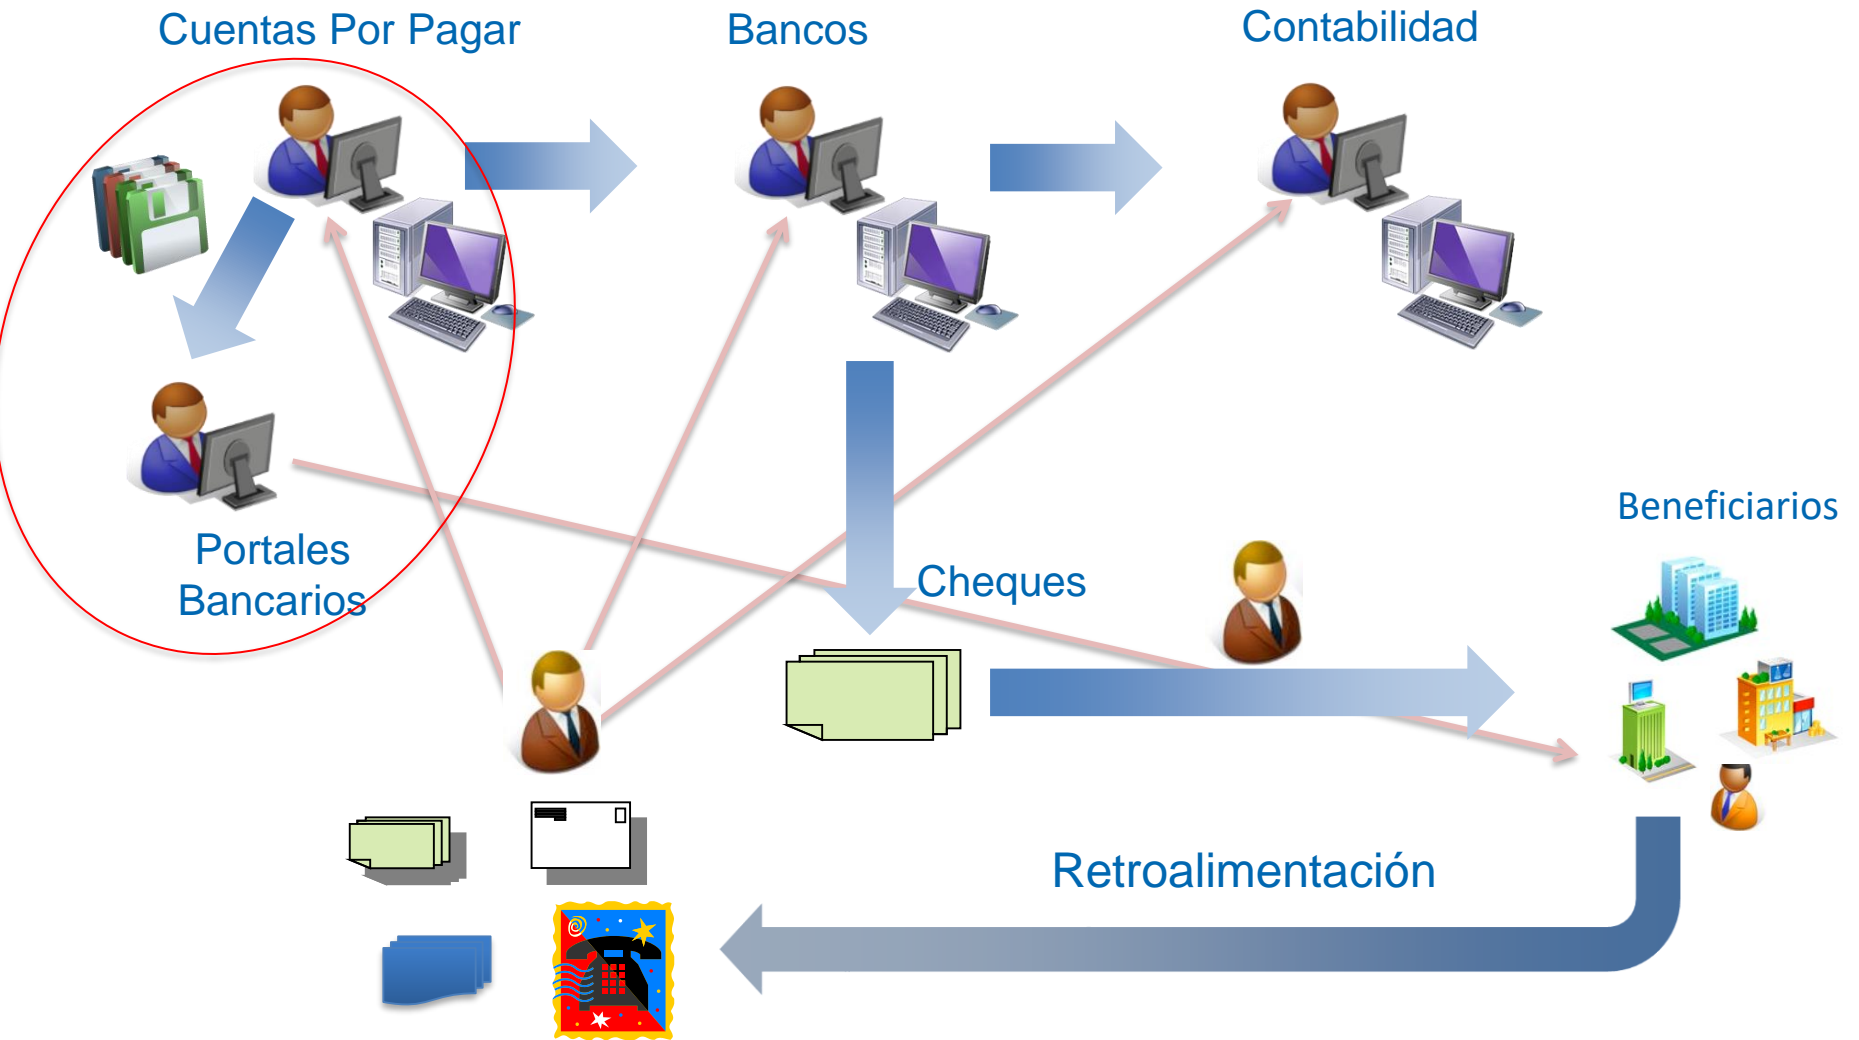 Cuentas Por Pagar
Bancos
Contabilidad
Portales
Bancarios
Cheques
Beneficiarios
Retroalimentación